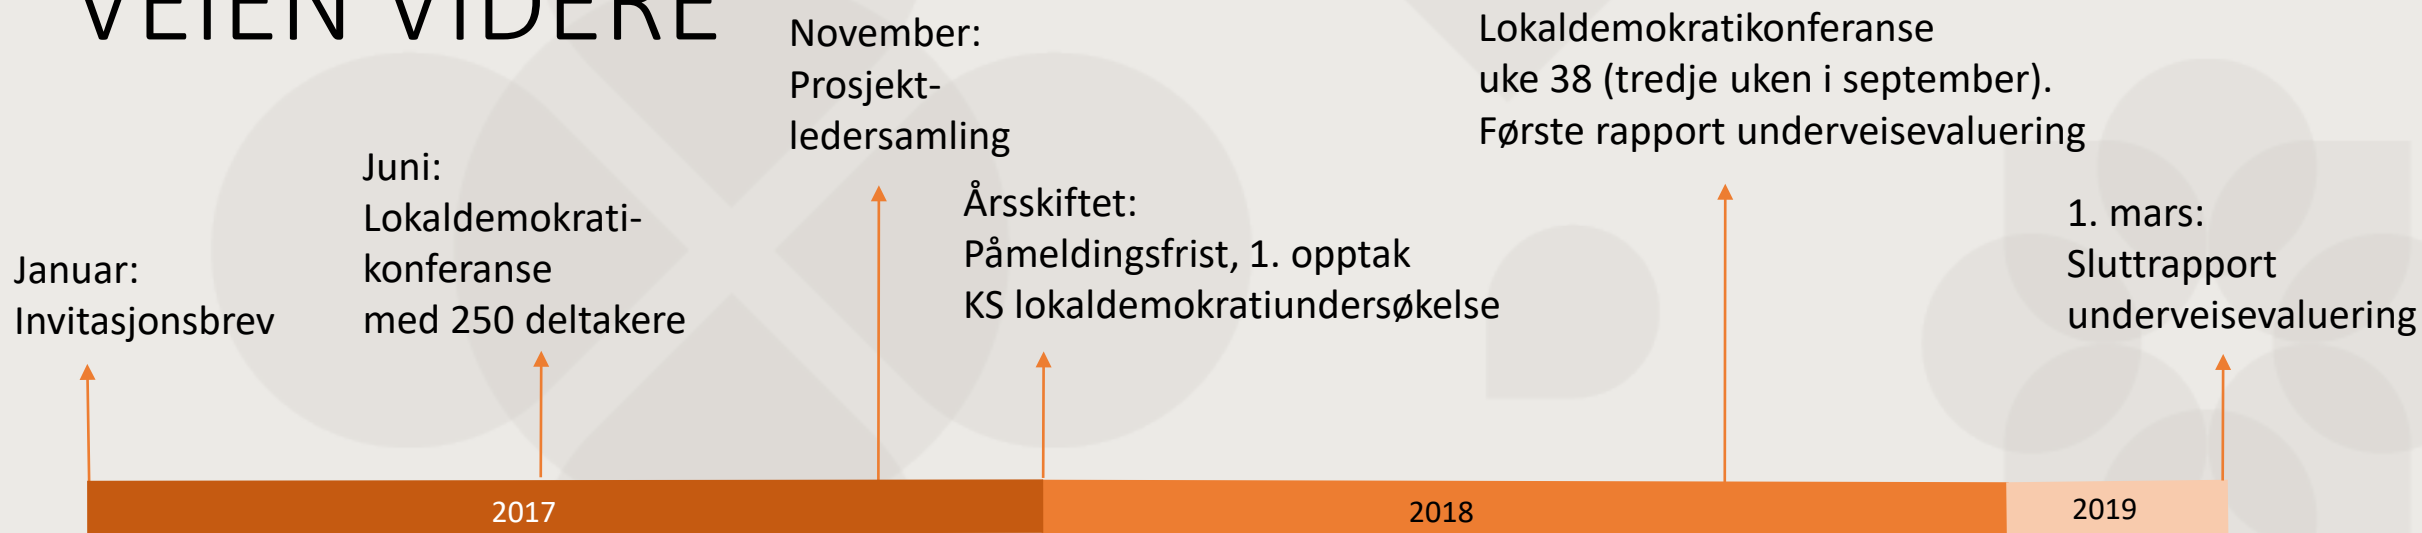 VEIEN VIDERE
Januar:
Invitasjonsbrev
Juni:
Lokaldemokrati-
konferanse
med 250 deltakere
November:
Prosjekt-
ledersamling
Årsskiftet:
Påmeldingsfrist, 1. opptak
KS lokaldemokratiundersøkelse
Lokaldemokratikonferanse
uke 38 (tredje uken i september).
Første rapport underveisevaluering
1. mars:
Sluttrapport
underveisevaluering
2017
2018
2019